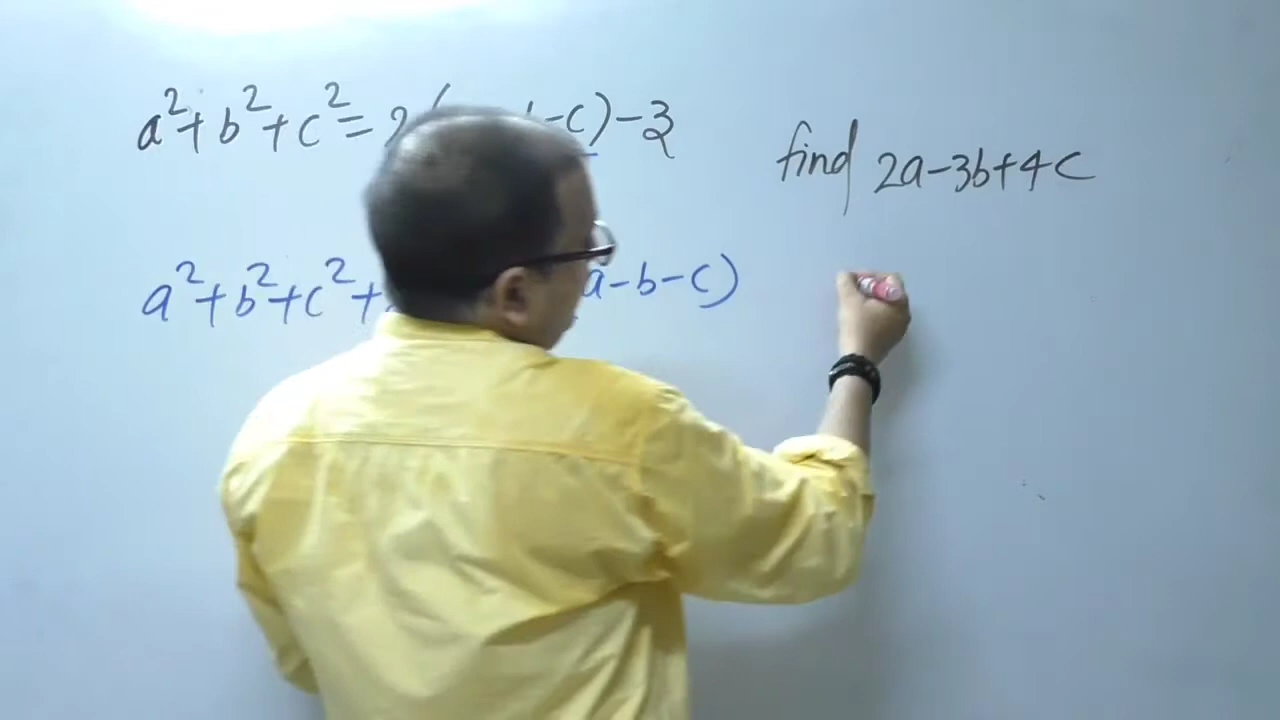 a²+b²+c²=2( -c)-3
find 2a-3b+4c
a²+b²+c²+ a-b-c)